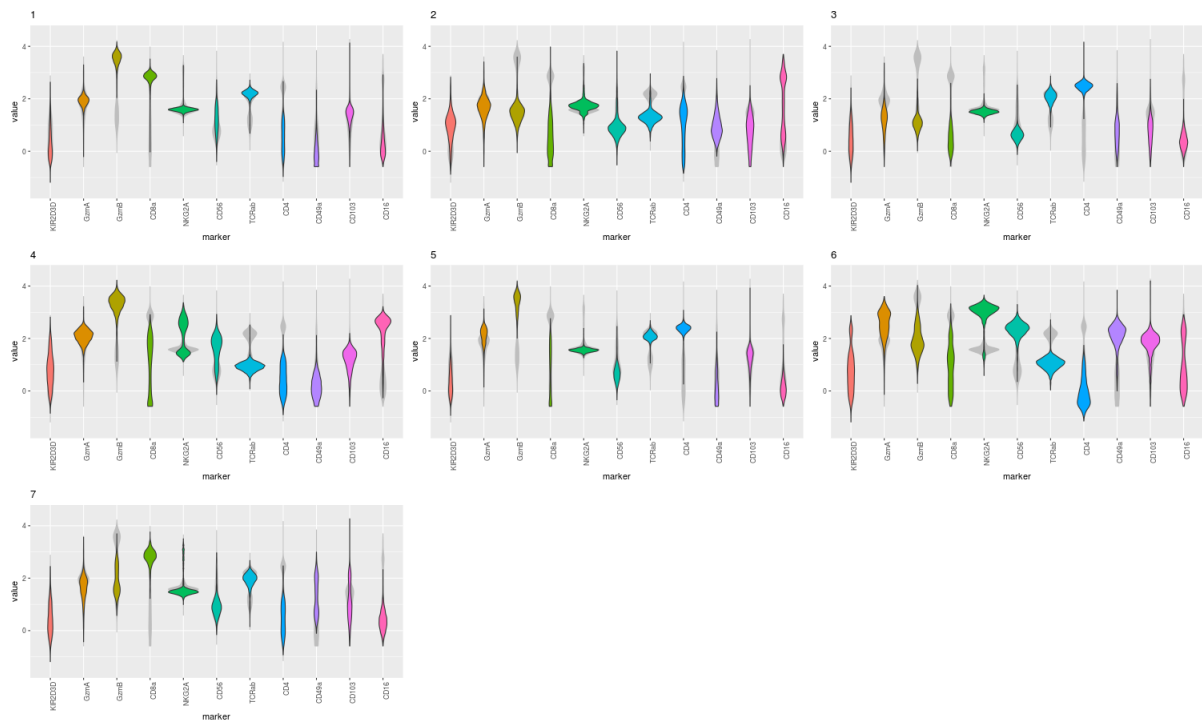 1
value
4
2
0
KIR2D3D
GzmA
GzmB
CD8a
NKG2A
CD56
TCRab
CD4
CD49a
CD103
CD16
marker
2
value
4
2
0
KIR2D3D
GzmA
GzmB
CD8a
NKG2A
CD56
TCRab
CD4
CD49a
CD103
CD16
marker
3
value
4
2
0
KIR2D3D
GzmA
GzmB
CD8a
NKG2A
CD56
TCRab
CD4
CD49a
CD103
CD16
marker
4
value
4
2
0
KIR2D3D
GzmA
GzmB
CD8a
NKG2A
CD56
TCRab
CD4
CD49a
CD103
CD16
marker
5
value
4
2
0
KIR2D3D
GzmA
GzmB
CD8a
NKG2A
CD56
TCRab
CD4
CD49a
CD103
CD16
marker
6
value
4
2
0
KIR2D3D
GzmA
GzmB
CD8a
NKG2A
CD56
TCRab
CD4
CD49a
CD103
CD16
marker
7
value
4
2
0
KIR2D3D
GzmA
GzmB
CD8a
NKG2A
CD56
TCRab
CD4
CD49a
CD103
CD16
marker